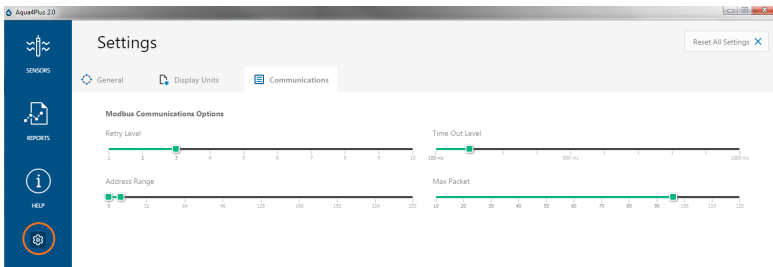 Aqua4Plus 2.0
SENSORS
REPORTS
HELP
Settings
Reset All Settings
General
Display Units
Communications
Modbus Communications Options
Retry Level
1 2 3 4 5 6 7 8 9 10
Time Out Level
100 ms 2000 ms
Address Range
0 32 64 96 128 160 192 224
Max Packet
10 20 30 40 50 60 70 80 90 100 110